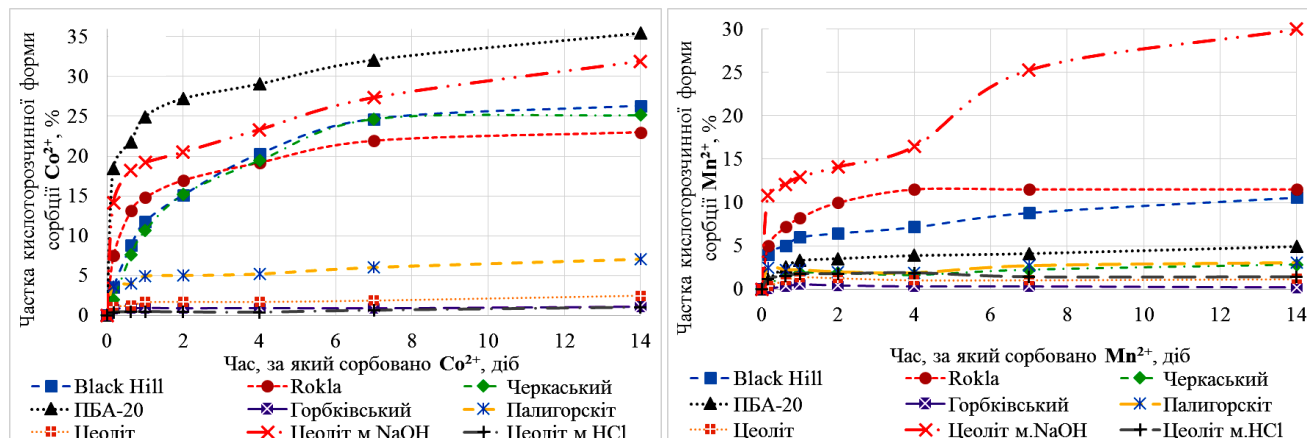 Частка кислоторозчинної форми
сорбції Co²⁺, %
35
30
25
20
15
10
5
0
0 2 4 6 8 10 12 14
Час, за який сорбовано Co²⁺, діб
Black Hill Rokla Черкаський
ПБА-20 Горбківський Палигорскіт
Цеоліт Цеоліт м.NaOH Цеоліт м.HCl
Частка кислоторозчинної форми
сорбції Mn²⁺, %
30
25
20
15
10
5
0
0 2 4 6 8 10 12 14
Час, за який сорбовано Mn²⁺, діб
Black Hill Rokla Черкаський
ПБА-20 Горбківський Палигорскіт
Цеоліт Цеоліт м.NaOH Цеоліт м.HCl